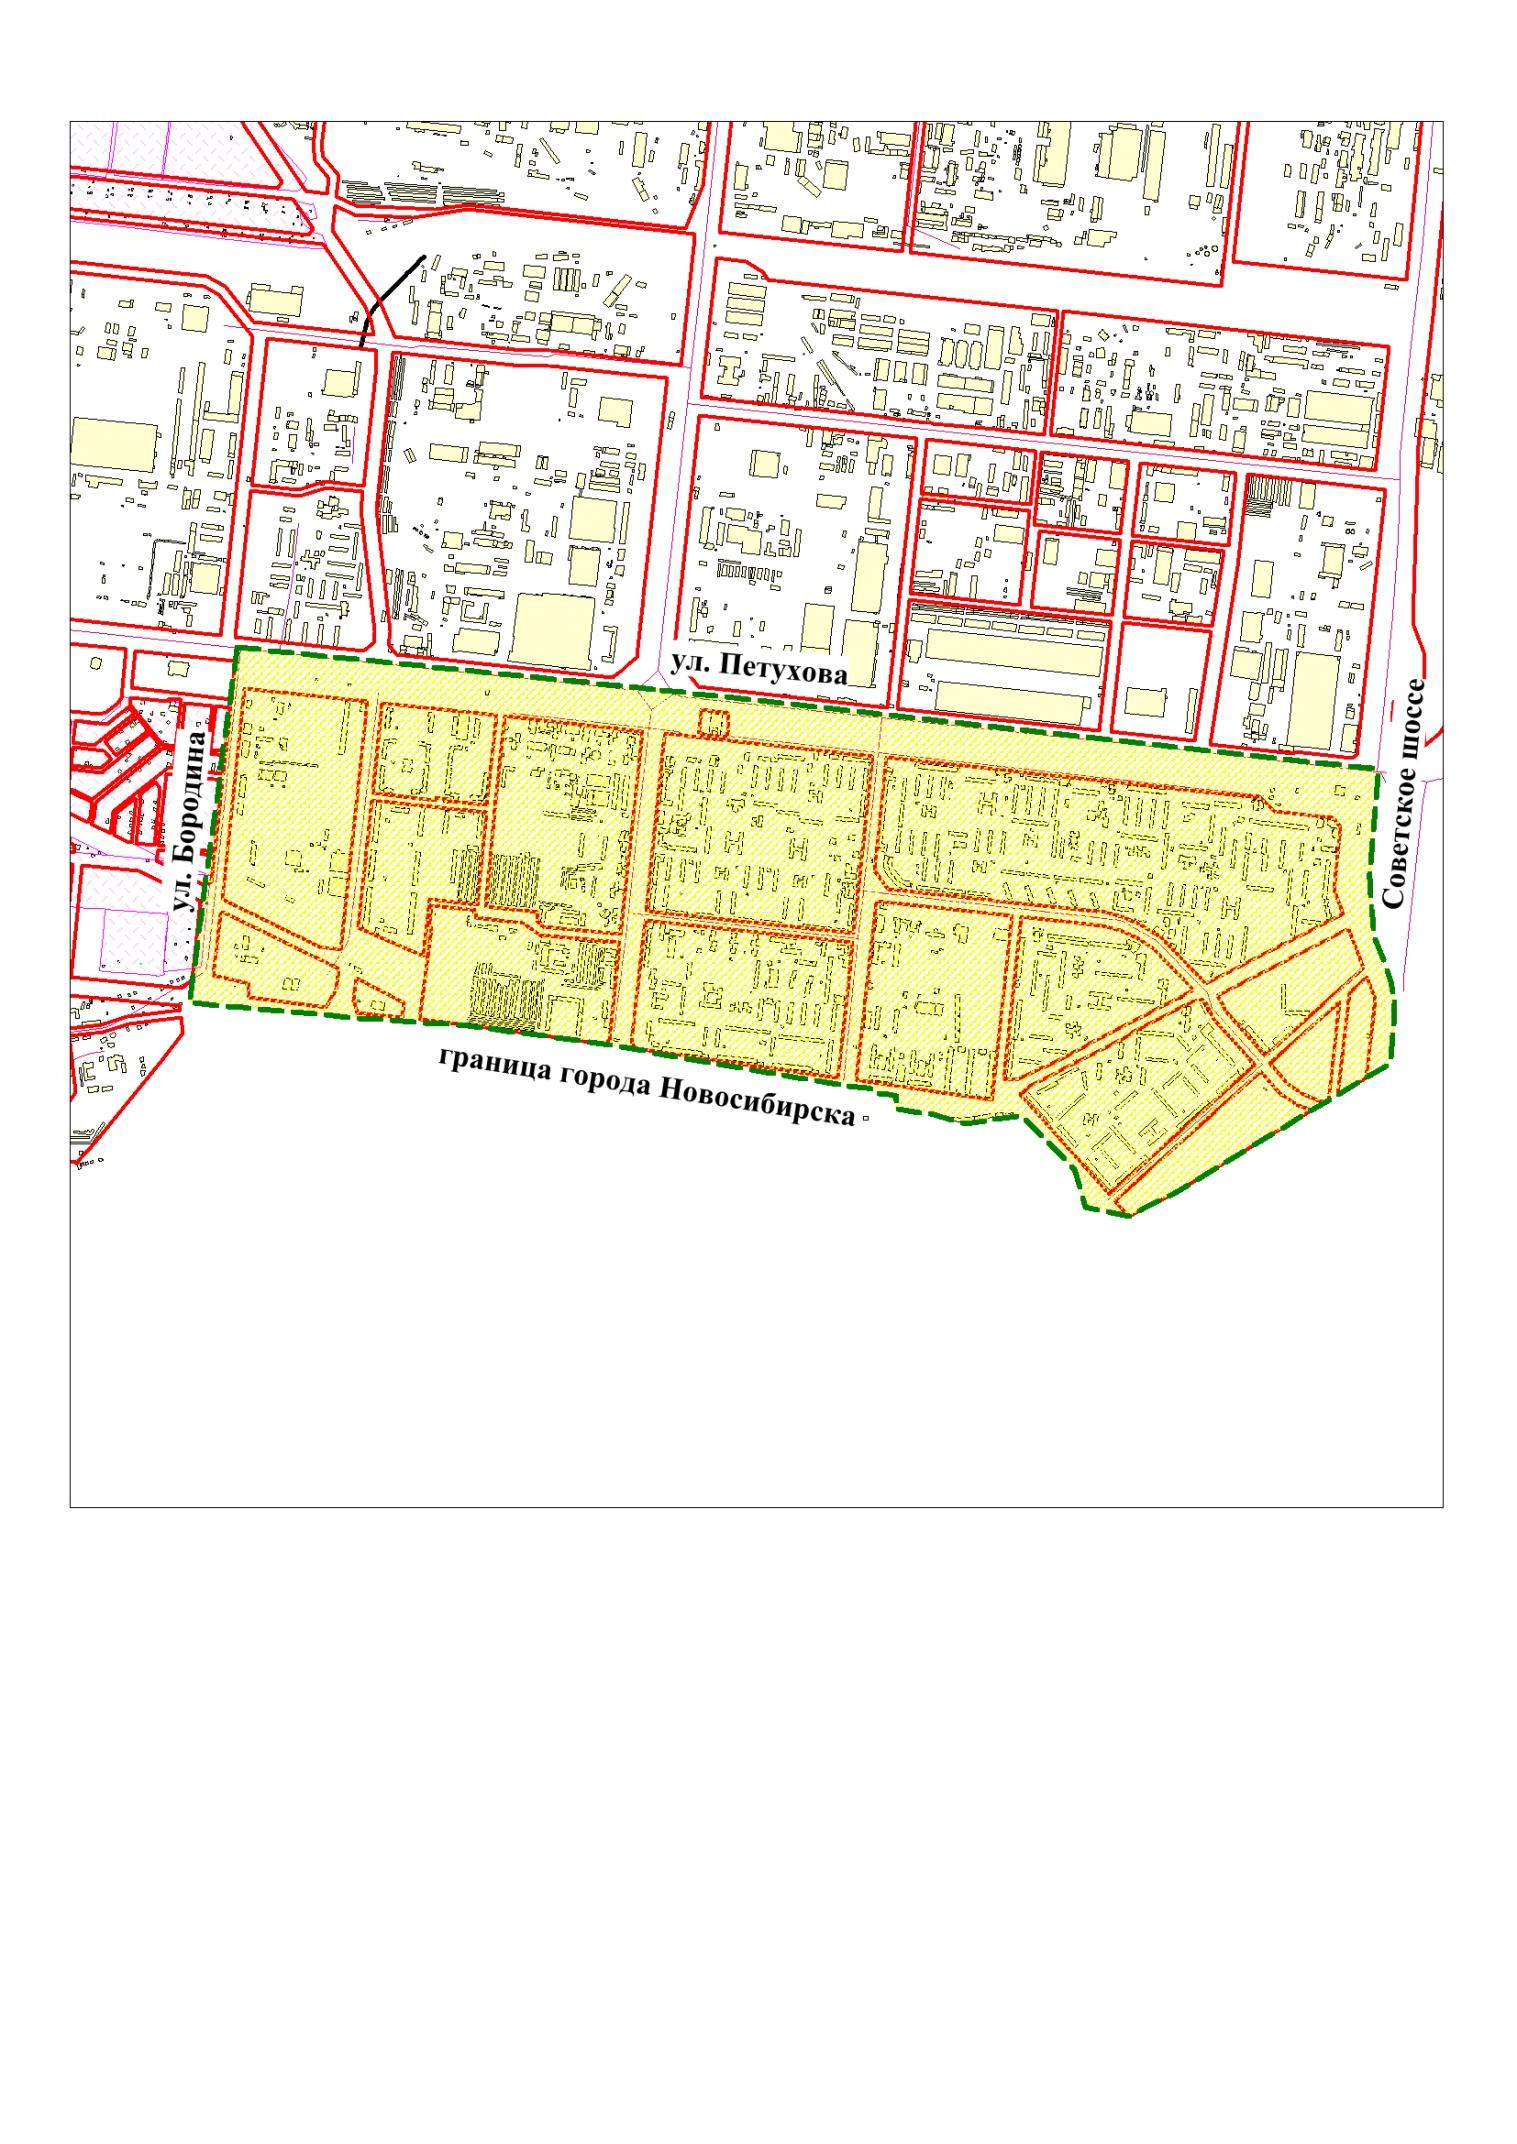 ул. Петухова
ул. Бородина
Советское шоссе
граница города Новосибирска